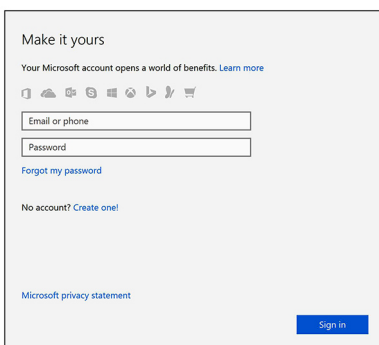 Make it yours
Your Microsoft account opens a world of benefits. Learn more
Email or phone
Password
Forgot my password
No account? Create one!
Microsoft privacy statement
Sign in